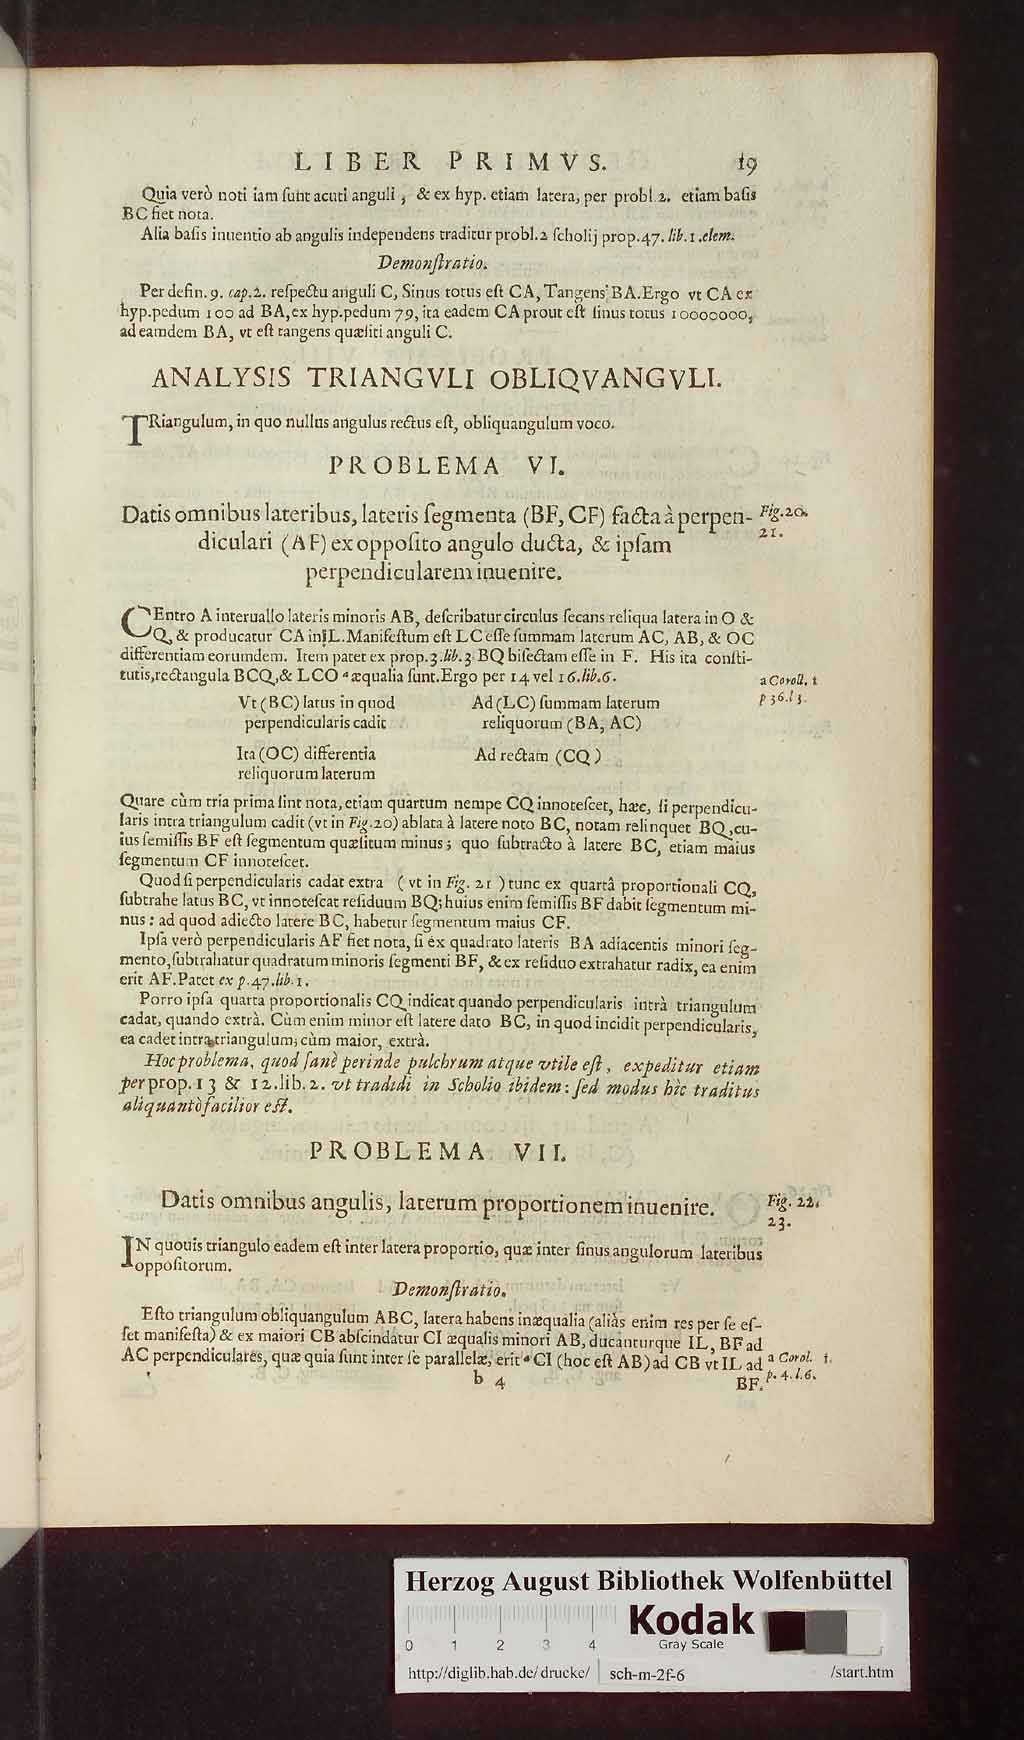 LIBER PRIMVS. 19
Quia verò noti iam ſunt acuti anguli, & ex hyp. etiam latera, per probl. 2. etiam baſis
BC fiet nota.
Alia baſis inuentio ab angulis independens traditur probl. 2 ſcholij prop. 47. lib. 1. elem.
Demonſtratio.
Per defin. 9. cap. 2. reſpectu anguli C, Sinus totus eſt CA, Tangens BA. Ergo vt CA ex
hyp. pedum 100 ad BA, ex hyp. pedum 79, ita eadem CA prout eſt ſinus totus 10000000,
ad eamdem BA, vt eſt tangens quæſiti anguli C.
ANALYSIS TRIANGVLI OBLIQVANGVLI.
TRiangulum, in quo nullus angulus rectus eſt, obliquangulum voco.
PROBLEMA VI.
Datis omnibus lateribus, lateris ſegmenta (BF, CF) facta à perpen- Fig. 20.
diculari (AF) ex oppoſito angulo ducta, & ipſam 21.
perpendicularem inuenire.
CEntro A interuallo lateris minoris AB, deſcribatur circulus ſecans reliqua latera in O &
Q, & producatur CA in L. Manifeſtum eſt LC eſſe ſummam laterum AC, AB, & OC
differentiam eorumdem. Item patet ex prop. 3. lib. 3. BQ biſectam eſſe in F. His ita conſti-
tutis, rectangula BCQ, & LCO a æqualia ſunt. Ergo per 14 vel 16. lib. 6. a Coroll. 1
p 36. l 3.
Vt (BC) latus in quod Ad (LC) ſummam laterum
perpendicularis cadit reliquorum (BA, AC)
Ita (OC) differentia Ad rectam (CQ)
reliquorum laterum
Quare cùm tria prima ſint nota, etiam quartum nempe CQ innoteſcet, hæc, ſi perpendicu-
laris intra triangulum cadit (vt in Fig. 20) ablata à latere noto BC, notam relinquet BQ, cu-
ius ſemiſſis BF eſt ſegmentum quæſitum minus; quo ſubtracto à latere BC, etiam maius
ſegmentum CF innoteſcet.
Quod ſi perpendicularis cadat extra (vt in Fig. 21) tunc ex quartâ proportionali CQ,
ſubtrahe latus BC, vt innoteſcat reſiduum BQ; huius enim ſemiſſis BF dabit ſegmentum mi-
nus: ad quod adiecto latere BC, habetur ſegmentum maius CF.
Ipſa verò perpendicularis AF fiet nota, ſi ex quadrato lateris BA adiacentis minori ſeg-
mento, ſubtrahatur quadratum minoris ſegmenti BF, & ex reſiduo extrahatur radix, ea enim
erit AF. Patet ex p. 47. lib. 1.
Porro ipſa quarta proportionalis CQ indicat quando perpendicularis intrà triangulum
cadat, quando extrà. Cùm enim minor eſt latere dato BC, in quod incidit perpendicularis,
ea cadet intra triangulum; cùm maior, extrà.
Hoc problema, quod ſanè perinde pulchrum atque vtile eſt, expeditur etiam
per prop. 13 & 12. lib. 2. vt tradidi in Scholio ibidem: ſed modus hic traditus
aliquantò facilior eſt.
PROBLEMA VII.
Datis omnibus angulis, laterum proportionem inuenire. Fig. 22.
23.
IN quouis triangulo eadem eſt inter latera proportio, quæ inter ſinus angulorum lateribus
oppoſitorum.
Demonſtratio.
Eſto triangulum obliquangulum ABC, latera habens inæqualia (aliàs enim res per ſe eſ-
ſet manifeſta) & ex maiori CB abſcindatur CI æqualis minori AB, ducanturque IL, BF ad
AC perpendiculares, quæ quia ſunt inter ſe parallelæ, erit a CI (hoc eſt AB) ad CB vt IL ad a Corol. 1.
b 4 BF. p. 4. l. 6.
Herzog August Bibliothek Wolfenbüttel
Kodak
Gray Scale
0 1 2 3 4
http://diglib.hab.de/drucke/ sch-m-2f-6 /start.htm